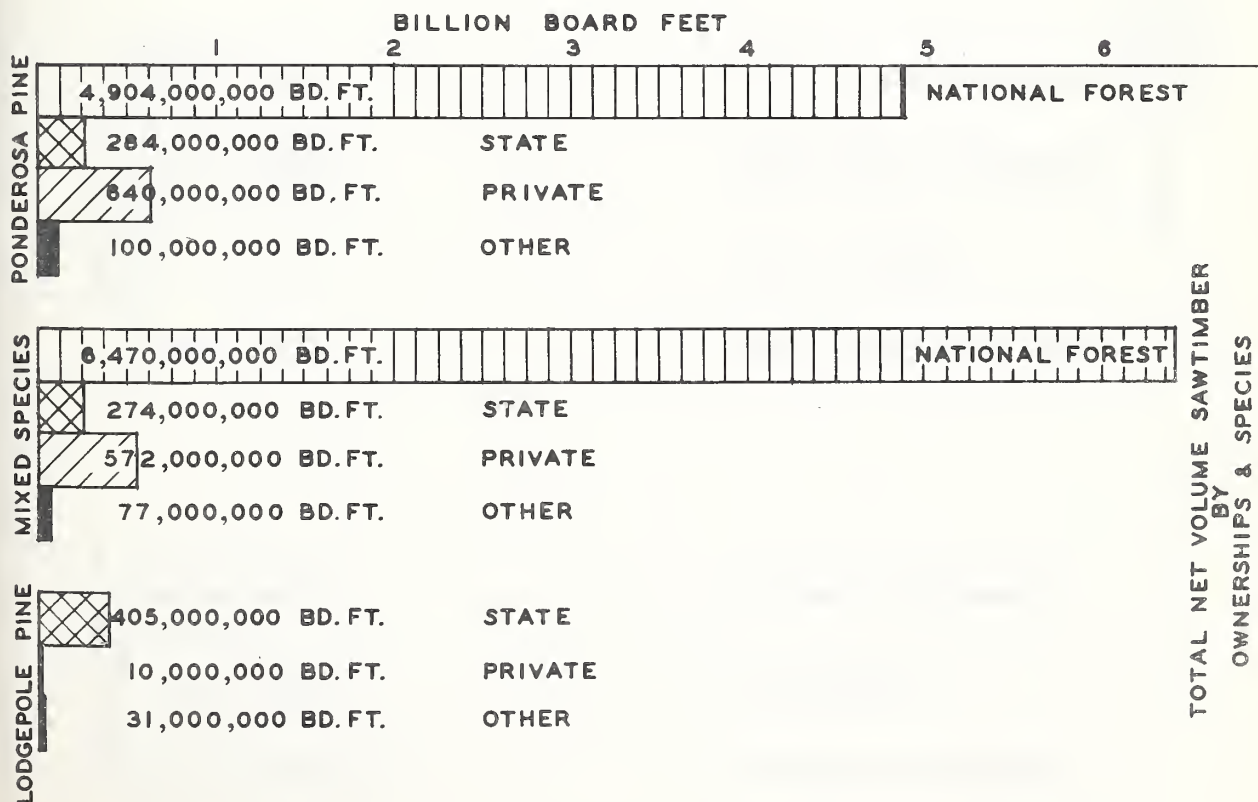 BILLION BOARD FEET
1 2 3 4 5 6
PONDEROSA PINE
4,904,000,000 BD. FT. NATIONAL FOREST
284,000,000 BD. FT. STATE
640,000,000 BD. FT. PRIVATE
100,000,000 BD. FT. OTHER
MIXED SPECIES
6,470,000,000 BD. FT. NATIONAL FOREST
274,000,000 BD. FT. STATE
572,000,000 BD. FT. PRIVATE
77,000,000 BD. FT. OTHER
LODGEPOLE PINE
405,000,000 BD. FT. STATE
10,000,000 BD. FT. PRIVATE
31,000,000 BD. FT. OTHER
TOTAL NET VOLUME SAWTIMBER
BY
OWNERSHIPS & SPECIES